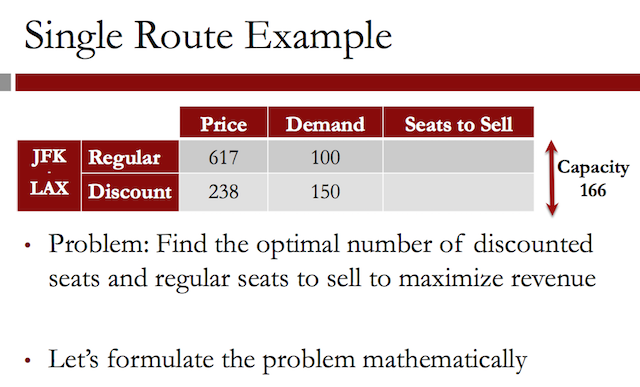 Single Route Example
Price Demand Seats to Sell
JFK - LAX
Regular 617 100
Discount 238 150
Capacity
166
• Problem: Find the optimal number of discounted
seats and regular seats to sell to maximize revenue
• Let's formulate the problem mathematically